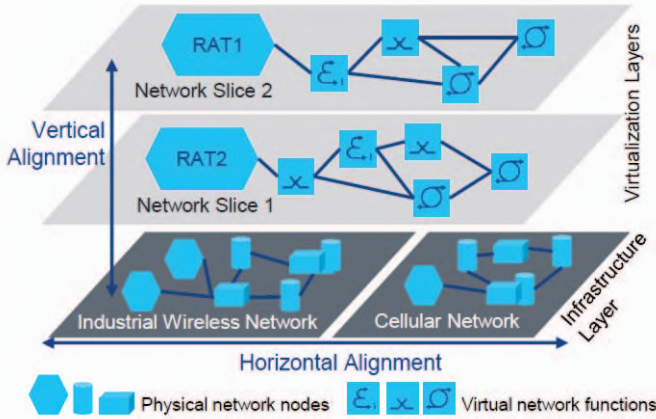 RAT1
Network Slice 2
Vertical
Alignment
Virtualization Layers
RAT2
Network Slice 1
Industrial Wireless Network
Cellular Network
Infrastructure
Layer
Horizontal Alignment
Physical network nodes
Virtual network functions